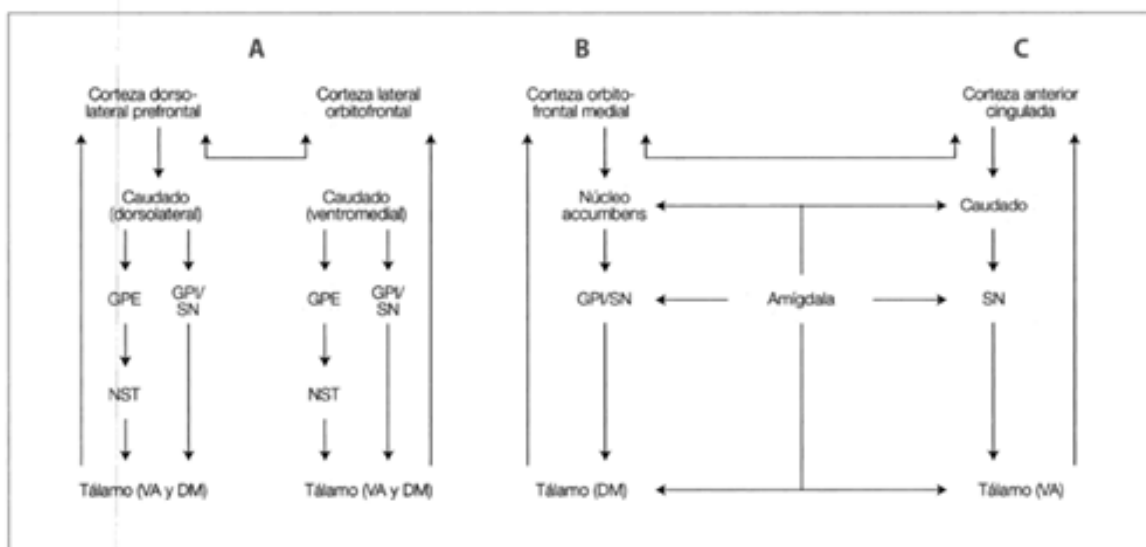 A
B
C
Corteza dorso-
lateral prefrontal
Corteza lateral
orbitofrontal
Corteza orbito-
frontal medial
Corteza anterior
cingulada
Caudado
(dorsolateral)
Caudado
(ventromedial)
Núcleo
accumbens
Caudado
GPE
GPI/
SN
GPE
GPI/
SN
GPI/SN
Amígdala
SN
NST
NST
Tálamo (VA y DM)
Tálamo (VA y DM)
Tálamo (DM)
Tálamo (VA)